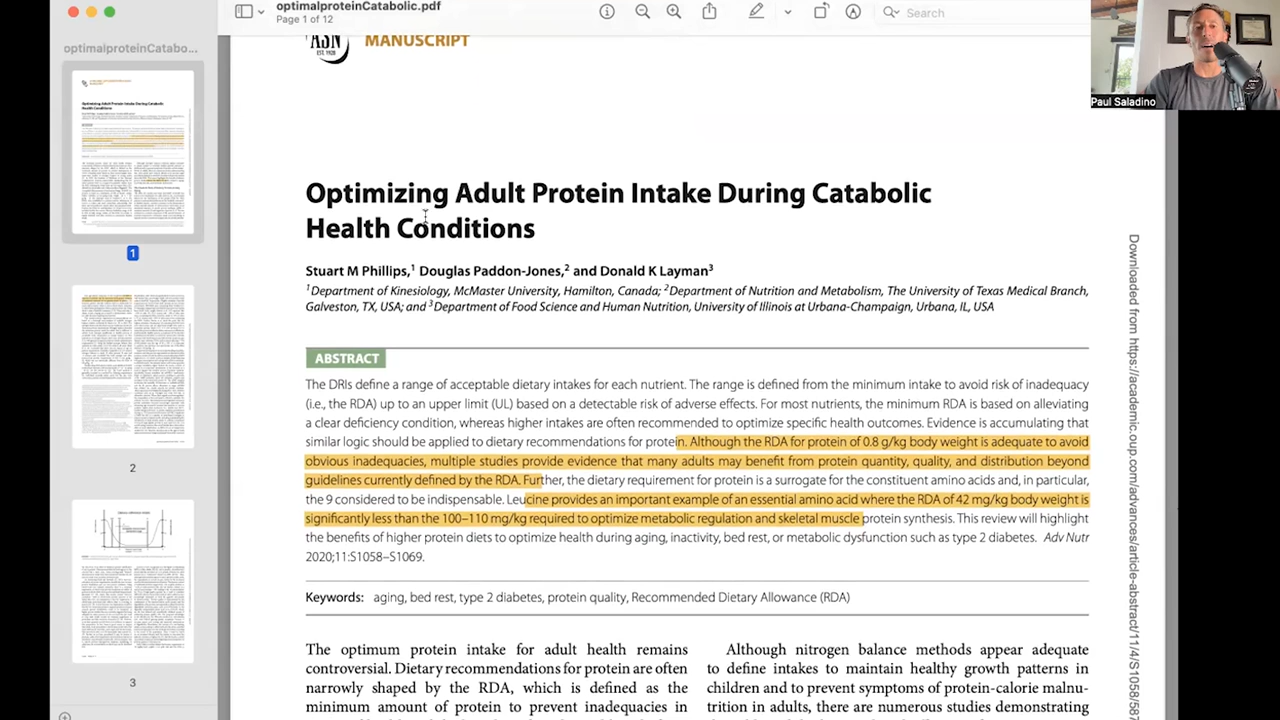 optimalproteinCatabolic.pdf
Page 1 of 12
Search
optimalproteinCatabo...
1
2
3
Paul Saladino
ASN
EST. 1928
MANUSCRIPT
Optimizing Adult Protein Intake During Catabolic
Health Conditions
Stuart M Phillips,1 Douglas Paddon-Jones,2 and Donald K Layman3
1Department of Kinesiology, McMaster University, Hamilton, Canada; 2Department of Nutrition and Metabolism, The University of Texas Medical Branch,
Galveston, TX, USA; and 3Department of Food Science and Human Nutrition, University of Illinois at Urbana-Champaign, Urbana, IL, USA
ABSTRACT
The DRIs define a range of acceptable dietary intakes for each nutrient. The range is defined from the minimum intake to avoid risk of inadequacy
(i.e., the RDA) up to an upper limit (UL) based on a detectable risk of adverse effects. For most nutrients, the minimum RDA is based on alleviating
a clear deficiency condition, whereas higher intakes are often recommended to optimize specific health outcomes. Evidence is accumulating that
similar logic should be applied to dietary recommendations for protein. Although the RDA for protein of 0.8 g/kg body weight is adequate to avoid
obvious inadequacies, multiple studies provide evidence that many adults may benefit from protein quantity, quality, and distribution beyond
guidelines currently defined by the RDA. Further, the dietary requirement for protein is a surrogate for the constituent amino acids and, in particular,
the 9 considered to be indispensable. Leucine provides an important example of an essential amino acid where the RDA of 42 mg/kg body weight is
significantly less than the 100–110 mg/kg required to optimize metabolic regulation and skeletal muscle protein synthesis. This review will highlight
the benefits of higher protein diets to optimize health during aging, inactivity, bed rest, or metabolic dysfunction such as type 2 diabetes. Adv Nutr
2020;11:S1058–S1069.
Keywords: aging, bed rest, type 2 diabetes, protein quality, Recommended Dietary Allowance (RDA)
The optimum protein intake for adult health remains
controversial. Dietary recommendations for protein are often
narrowly shaped by the RDA, which is defined as the
minimum amount of protein to prevent inadequacies in
Although nitrogen balance methods appear adequate
to define intakes to maintain healthy growth patterns in
children and to prevent symptoms of protein-calorie malnu-
trition in adults, there are numerous studies demonstrating
Downloaded from https://academic.oup.com/advances/article-abstract/11/4/S1058/587